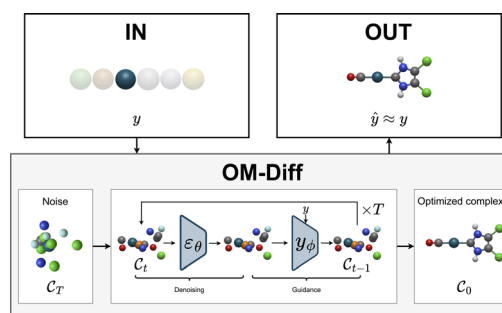 IN
y
OUT
ŷ ≈ y
OM-Diff
Noise
C_T
C_t
ε_θ
y
y_ϕ
×T
C_{t−1}
Denoising
Guidance
Optimized complex
C_0